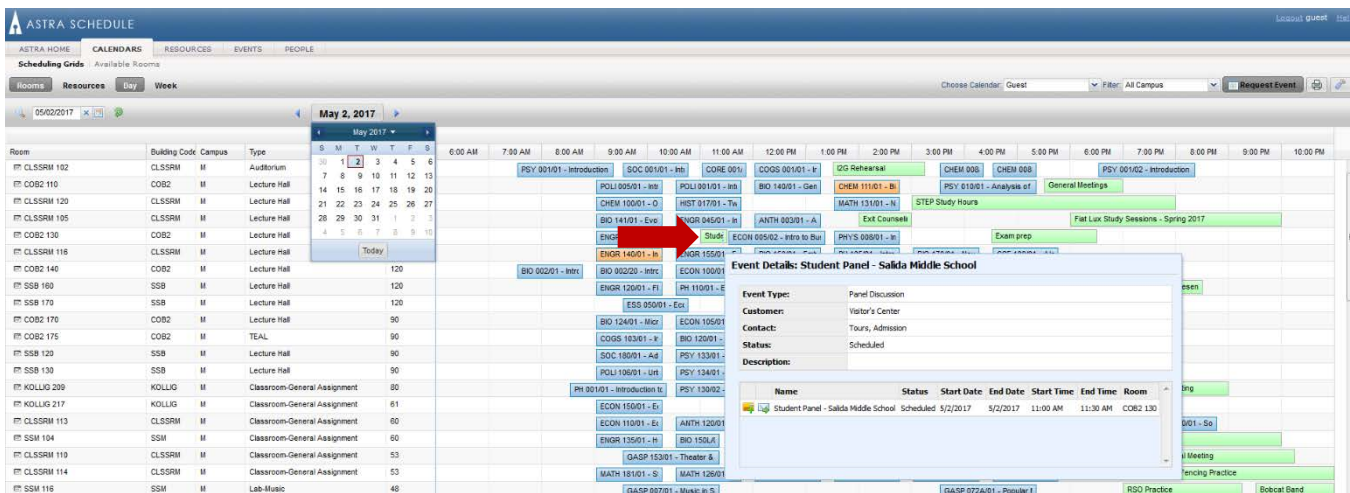 ASTRA SCHEDULE
Logout guest
ASTRA HOME CALENDARS RESOURCES EVENTS PEOPLE
Scheduling Grids Available Rooms
Rooms Resources Day Week Choose Calendar: Guest Filter: All Campus Request Event
05/02/2017 May 2, 2017
May 2017
S M T W T F S
30 1 2 3 4 5 6
7 8 9 10 11 12 13
14 15 16 17 18 19 20
21 22 23 24 25 26 27
28 29 30 31 1 2 3
4 5 6 7 8 9 10
Today
Room Building Code Campus Type 6:00 AM 7:00 AM 8:00 AM 9:00 AM 10:00 AM 11:00 AM 12:00 PM 1:00 PM 2:00 PM 3:00 PM 4:00 PM 5:00 PM 6:00 PM 7:00 PM 8:00 PM 9:00 PM 10:00 PM
CLSSRM 102 CLSSRM M Auditorium PSY 001/01 - Introduction SOC 001/01 - Intr CORE 001/ COGS 001/01 - Ir I2G Rehearsal CHEM 008 CHEM 008 PSY 001/02 - Introduction
COB2 110 COB2 M Lecture Hall POLI 005/01 - Intr POLI 001/01 - Intr BIO 140/01 - Gen CHEM 111/01 - Bi PSY 010/01 - Analysis of General Meetings
CLSSRM 120 CLSSRM M Lecture Hall CHEM 100/01 - O HIST 017/01 - Tw MATH 131/01 - N STEP Study Hours
CLSSRM 105 CLSSRM M Lecture Hall BIO 141/01 - Evo ENGR 045/01 - In ANTH 003/01 - A Exit Counseli Fiat Lux Study Sessions - Spring 2017
COB2 130 COB2 M Lecture Hall ENGR Stude ECON 005/02 - Intro to Bus PHYS 008/01 - In Exam prep
CLSSRM 116 CLSSRM M Lecture Hall ENGR 140/01 - In ENGR 155/01
COB2 140 COB2 M Lecture Hall 120 BIO 002/01 - Intrc BIO 002/20 - Intrc ECON 100/01
SSB 160 SSB M Lecture Hall 120 ENGR 120/01 - Fl PH 110/01 - E esen
SSB 170 SSB M Lecture Hall 120 ESS 050/01 - Eco
COB2 170 COB2 M Lecture Hall 90 BIO 124/01 - Micr ECON 105/01
COB2 175 COB2 M TEAL 90 COGS 103/01 - Ir BIO 120/01 -
SSB 120 SSB M Lecture Hall 90 SOC 180/01 - Ad PSY 133/01 -
SSB 130 SSB M Lecture Hall 90 POLI 106/01 - Urt PSY 134/01 -
KOLLIG 209 KOLLIG M Classroom-General Assignment 80 PH 001/01 - Introduction to PSY 130/02 - ting
KOLLIG 217 KOLLIG M Classroom-General Assignment 61 ECON 150/01 - Ec
CLSSRM 113 CLSSRM M Classroom-General Assignment 60 ECON 110/01 - Ec ANTH 120/01 0/01 - So
SSM 104 SSM M Classroom-General Assignment 60 ENGR 135/01 - H BIO 150L/
CLSSRM 110 CLSSRM M Classroom-General Assignment 53 GASP 153/01 - Theater & l Meeting
CLSSRM 114 CLSSRM M Classroom-General Assignment 53 MATH 181/01 - S MATH 126/01 Fencing Practice
SSM 116 SSM M Lab-Music 48 GASP 007/01 - Music in S GASP 072A/01 - Popular RSO Practice Bobcat Band
Event Details: Student Panel - Salida Middle School
Event Type: Panel Discussion
Customer: Visitor's Center
Contact: Tours, Admission
Status: Scheduled
Description:
Name Status Start Date End Date Start Time End Time Room
Student Panel - Salida Middle School Scheduled 5/2/2017 5/2/2017 11:00 AM 11:30 AM COB2 130